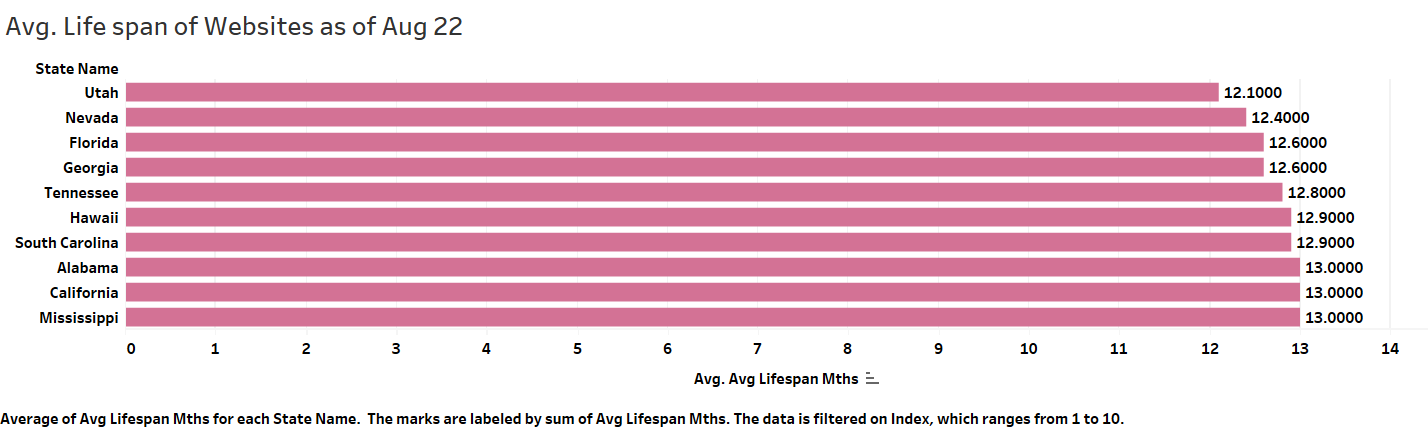 Avg. Life span of Websites as of Aug 22
State Name
Utah 12.1000
Nevada 12.4000
Florida 12.6000
Georgia 12.6000
Tennessee 12.8000
Hawaii 12.9000
South Carolina 12.9000
Alabama 13.0000
California 13.0000
Mississippi 13.0000
0 1 2 3 4 5 6 7 8 9 10 11 12 13 14
Avg. Avg Lifespan Mths
Average of Avg Lifespan Mths for each State Name. The marks are labeled by sum of Avg Lifespan Mths. The data is filtered on Index, which ranges from 1 to 10.